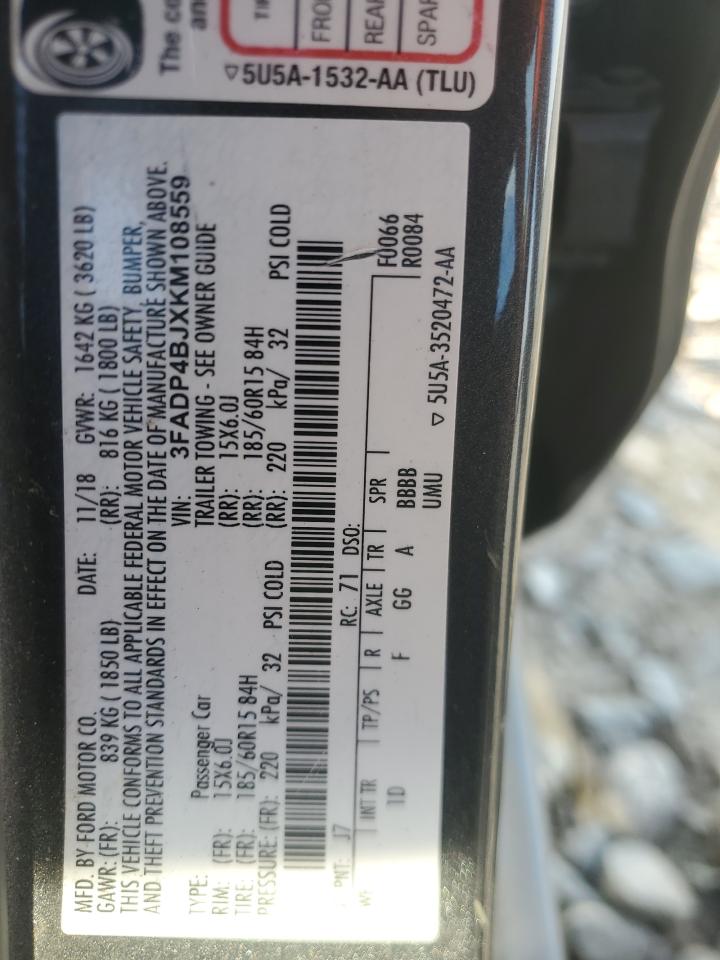 The co
an
TI
FRO
REA
SPAR
▽5U5A-1532-AA (TLU)
MFD. BY FORD MOTOR CO. DATE: 11/18 GVWR: 1642 KG ( 3620 LB)
GAWR: (FR): 839 KG ( 1850 LB) (RR): 816 KG ( 1800 LB)
THIS VEHICLE CONFORMS TO ALL APPLICABLE FEDERAL MOTOR VEHICLE SAFETY, BUMPER,
AND THEFT PREVENTION STANDARDS IN EFFECT ON THE DATE OF MANUFACTURE SHOWN ABOVE.
VIN: 3FADP4BJXKM108559
TYPE: Passenger Car TRAILER TOWING - SEE OWNER GUIDE
RIM: (FR): 15X6.0J (RR): 15X6.0J
TIRE: (FR): 185/60R15 84H (RR): 185/60R15 84H
PRESSURE: (FR): 220 kPa/ 32 PSI COLD (RR): 220 kPa/ 32 PSI COLD
PNT: J7 RC: 71 DSO: F0066
WF INT TR TP/PS R AXLE TR SPR R0084
1D F GG A BBBB
UMU ▽ 5U5A-3520472-AA